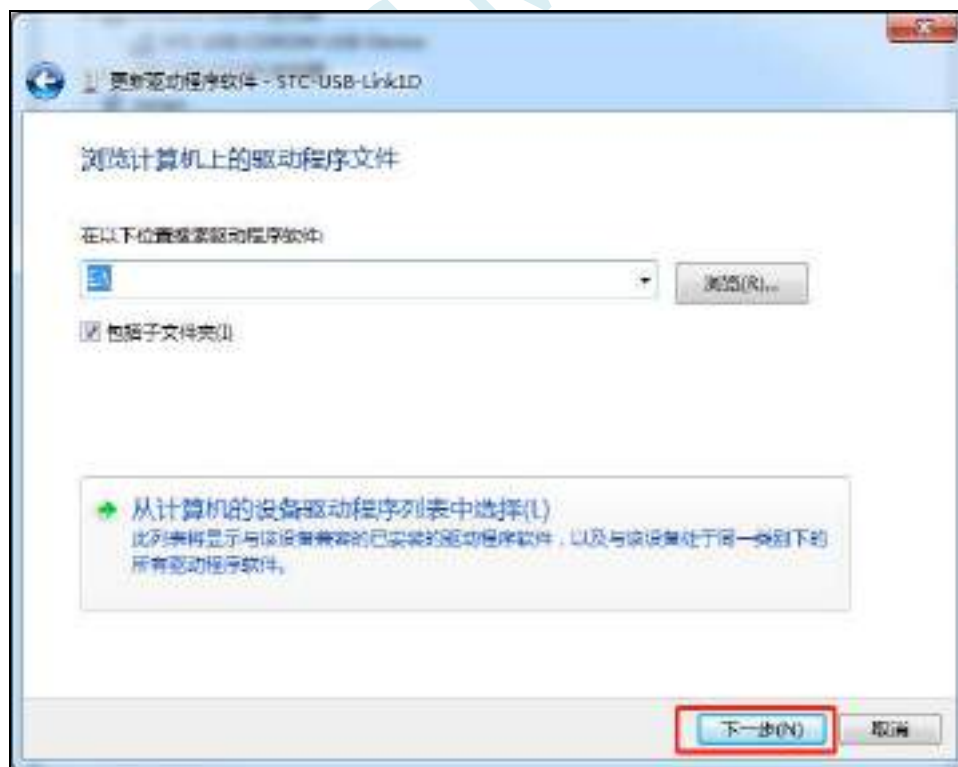 更新驱动程序软件 - STC-USB-Link1D
浏览计算机上的驱动程序文件
在以下位置搜索驱动程序软件:
E:\
浏览(R)...
包括子文件夹(I)
从计算机的设备驱动程序列表中选择(L)
此列表将显示与该设备兼容的已安装的驱动程序软件，以及与该设备处于同一类别下的
所有驱动程序软件。
下一步(N)
取消